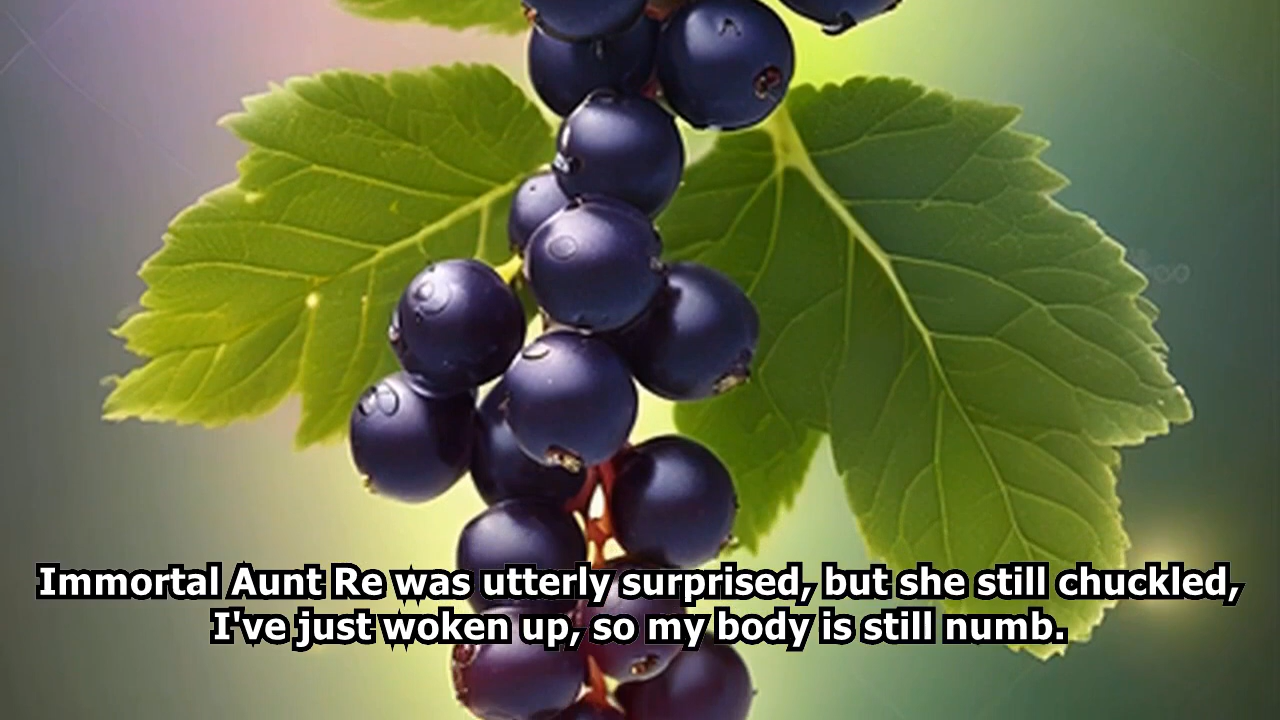 Immortal Aunt Re was utterly surprised, but she still chuckled,
I've just woken up, so my body is still numb.